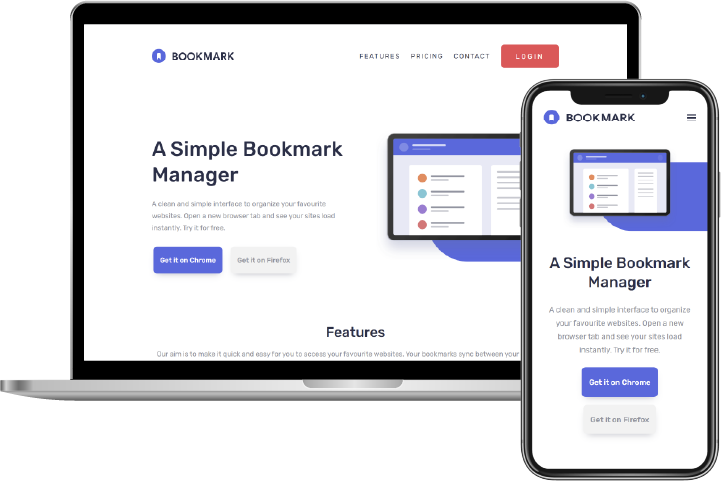 BOOKMARK
FEATURES PRICING CONTACT LOGIN
A Simple Bookmark
Manager
A clean and simple interface to organize your favourite
websites. Open a new browser tab and see your sites load
instantly. Try it for free.
Get it on Chrome Get it on Firefox
Features
Our aim is to make it quick and easy for you to access your favourite websites. Your bookmarks sync between your
BOOKMARK
A Simple Bookmark
Manager
A clean and simple interface to organize
your favourite websites. Open a new
browser tab and see your sites load
instantly. Try it for free.
Get it on Chrome
Get it on Firefox